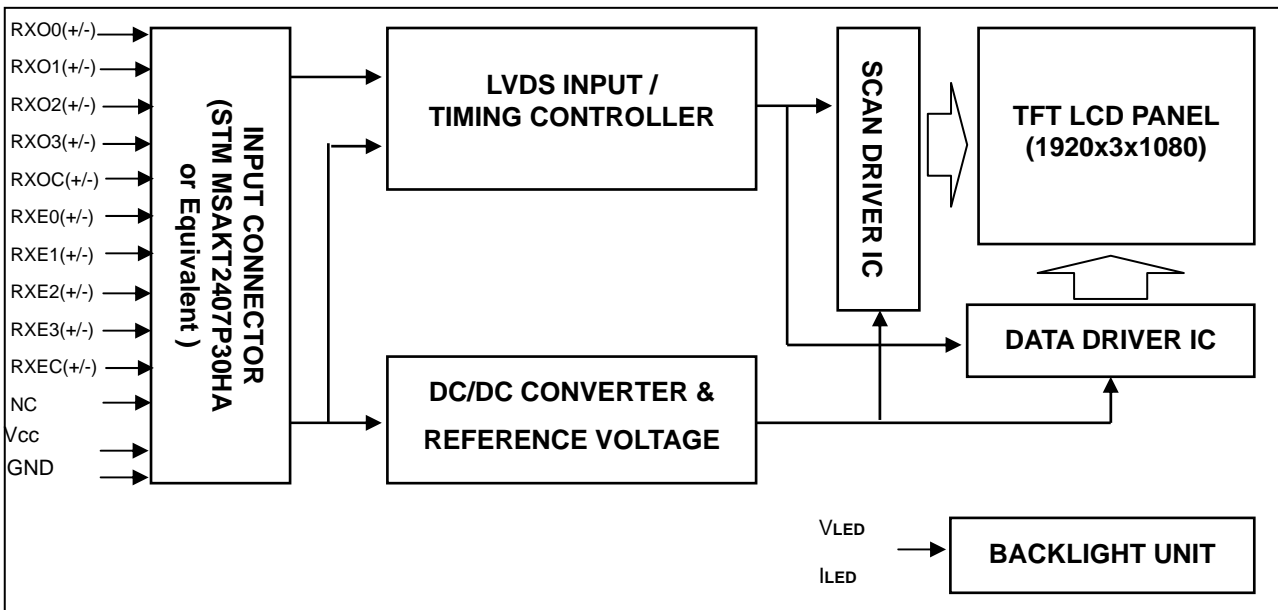 RXO0(+/-)
RXO1(+/-)
RXO2(+/-)
RXO3(+/-)
RXOC(+/-)
RXE0(+/-)
RXE1(+/-)
RXE2(+/-)
RXE3(+/-)
RXEC(+/-)
NC
Vcc
GND
INPUT CONNECTOR
(STM MSAKT2407P30HA
or Equivalent )
LVDS INPUT /
TIMING CONTROLLER
DC/DC CONVERTER &
REFERENCE VOLTAGE
SCAN DRIVER IC
TFT LCD PANEL
(1920x3x1080)
DATA DRIVER IC
VLED
ILED
BACKLIGHT UNIT